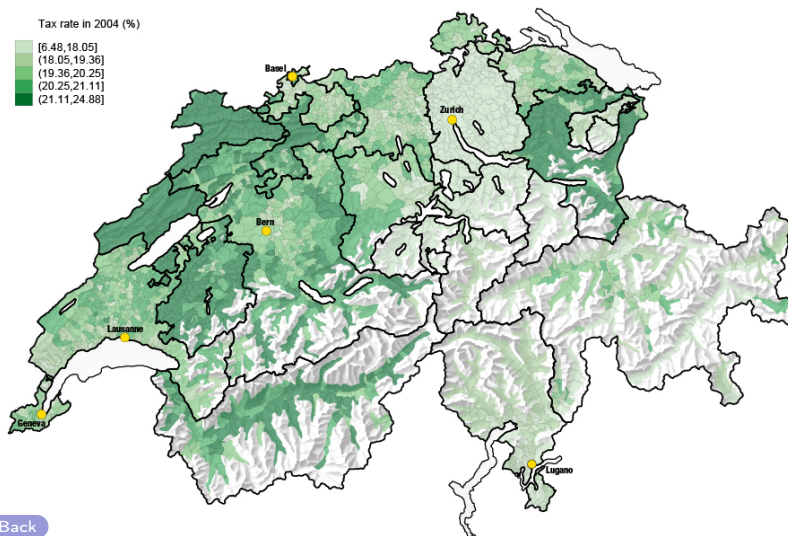 Tax rate in 2004 (%)
[6.48,18.05]
(18.05,19.36]
(19.36,20.25]
(20.25,21.11]
(21.11,24.88]
Basel
Zurich
Bern
Lausanne
Geneva
Lugano
Back